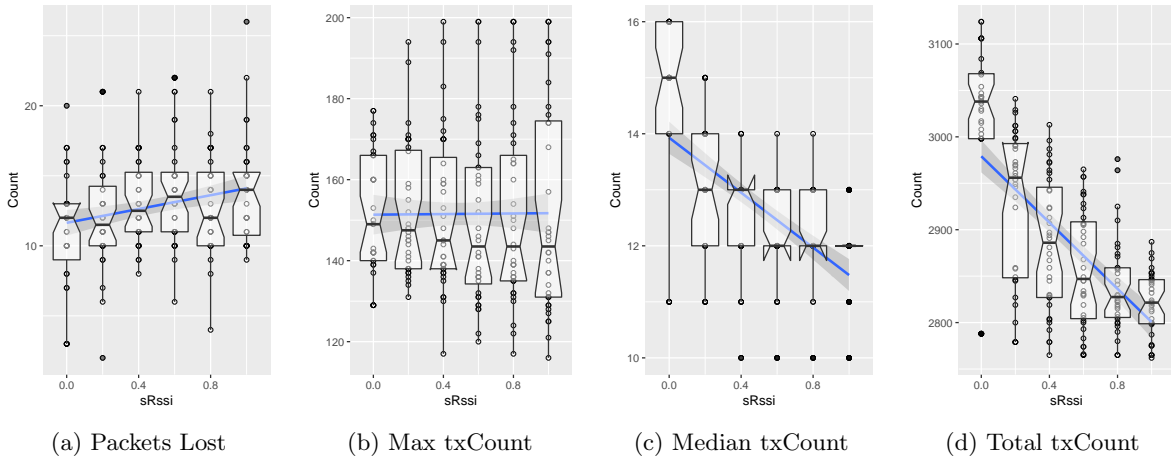 20
10
Count
0.0 0.4 0.8
sRssi
(a) Packets Lost
200
180
160
140
120
Count
0.0 0.4 0.8
sRssi
(b) Max txCount
16
14
12
10
Count
0.0 0.4 0.8
sRssi
(c) Median txCount
3100
3000
2900
2800
Count
0.0 0.4 0.8
sRssi
(d) Total txCount